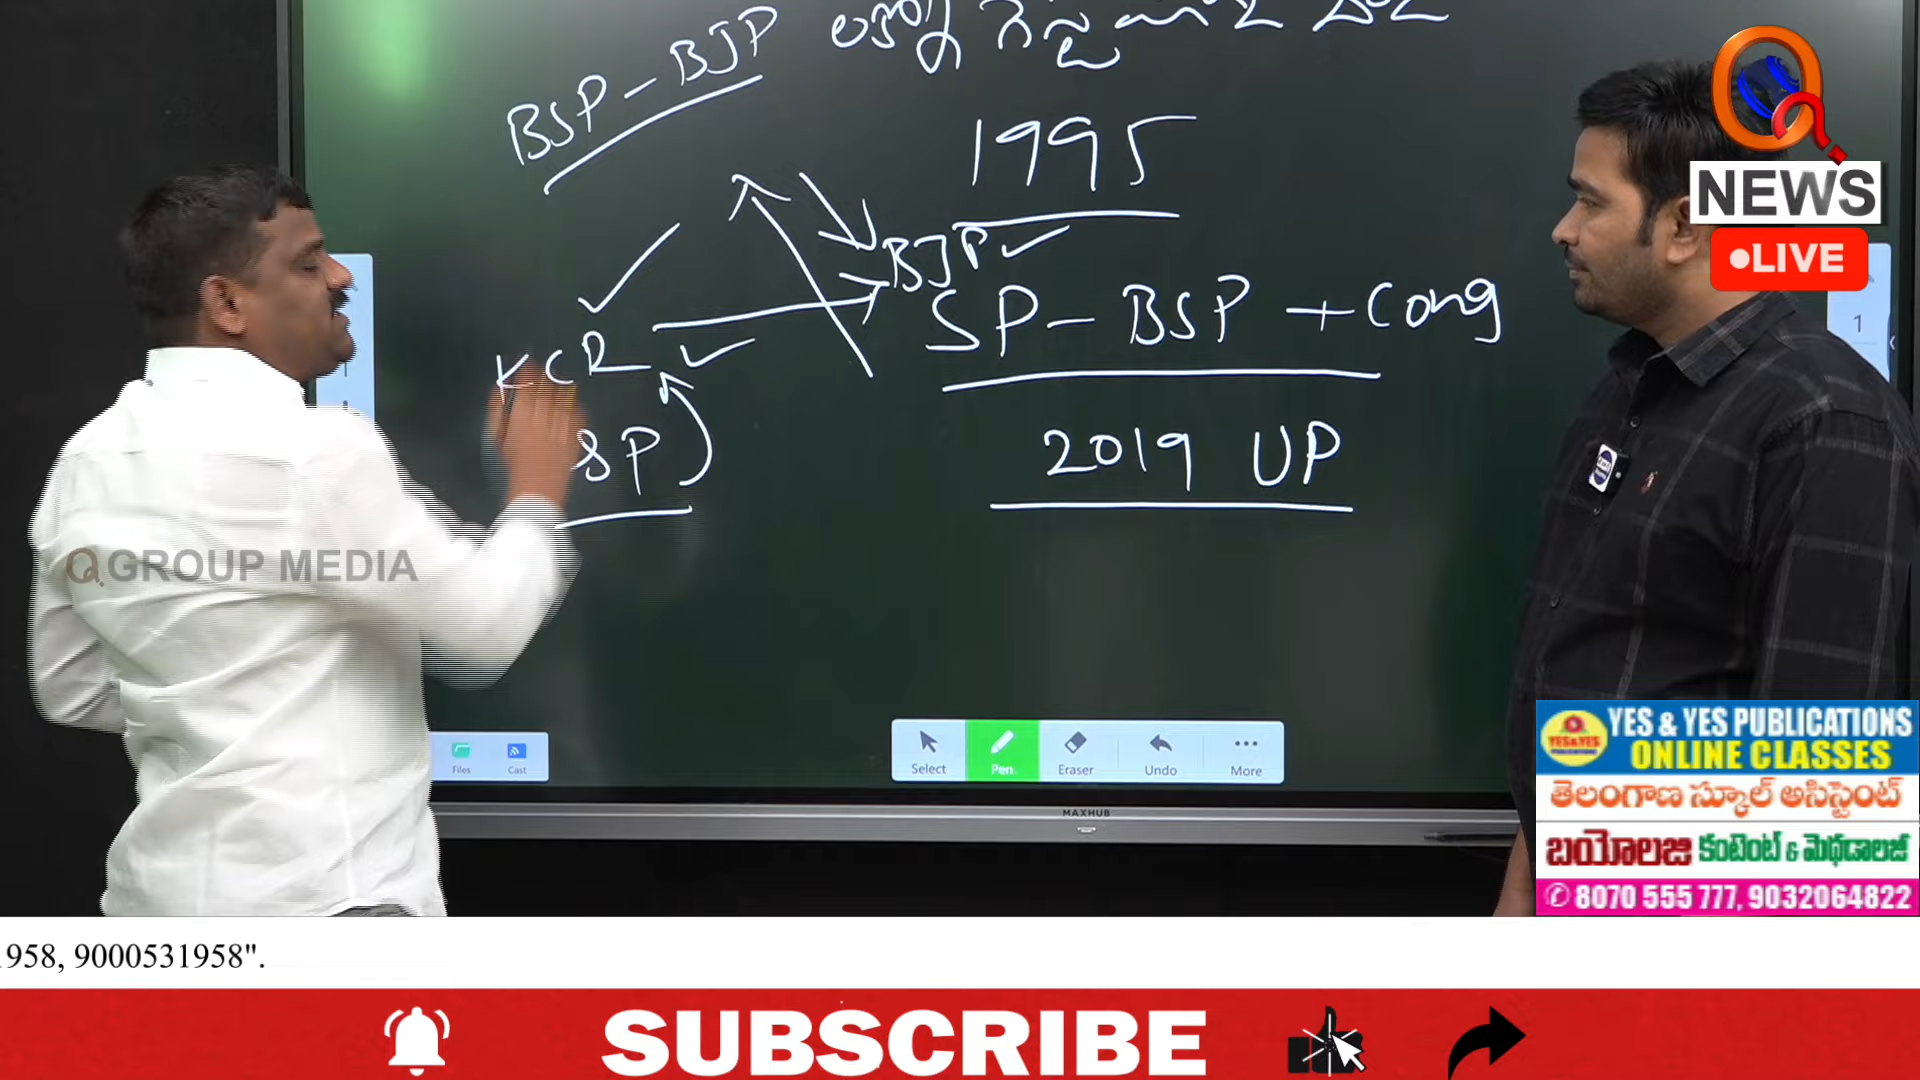 BSP - BJP
1995
BJP
SP - BSP + Cong
KCR
2019 UP
Q NEWS
LIVE
1
Q GROUP MEDIA
Files Cast
Select Pen Eraser Undo More
MAXHUB
YES & YES PUBLICATIONS
ONLINE CLASSES
తెలంగాణ స్కూల్ అసిస్టెంట్
బయోలజి కంటెంట్ & మెథడాలజీ
8070 555 777, 9032064822
1958, 9000531958".
SUBSCRIBE